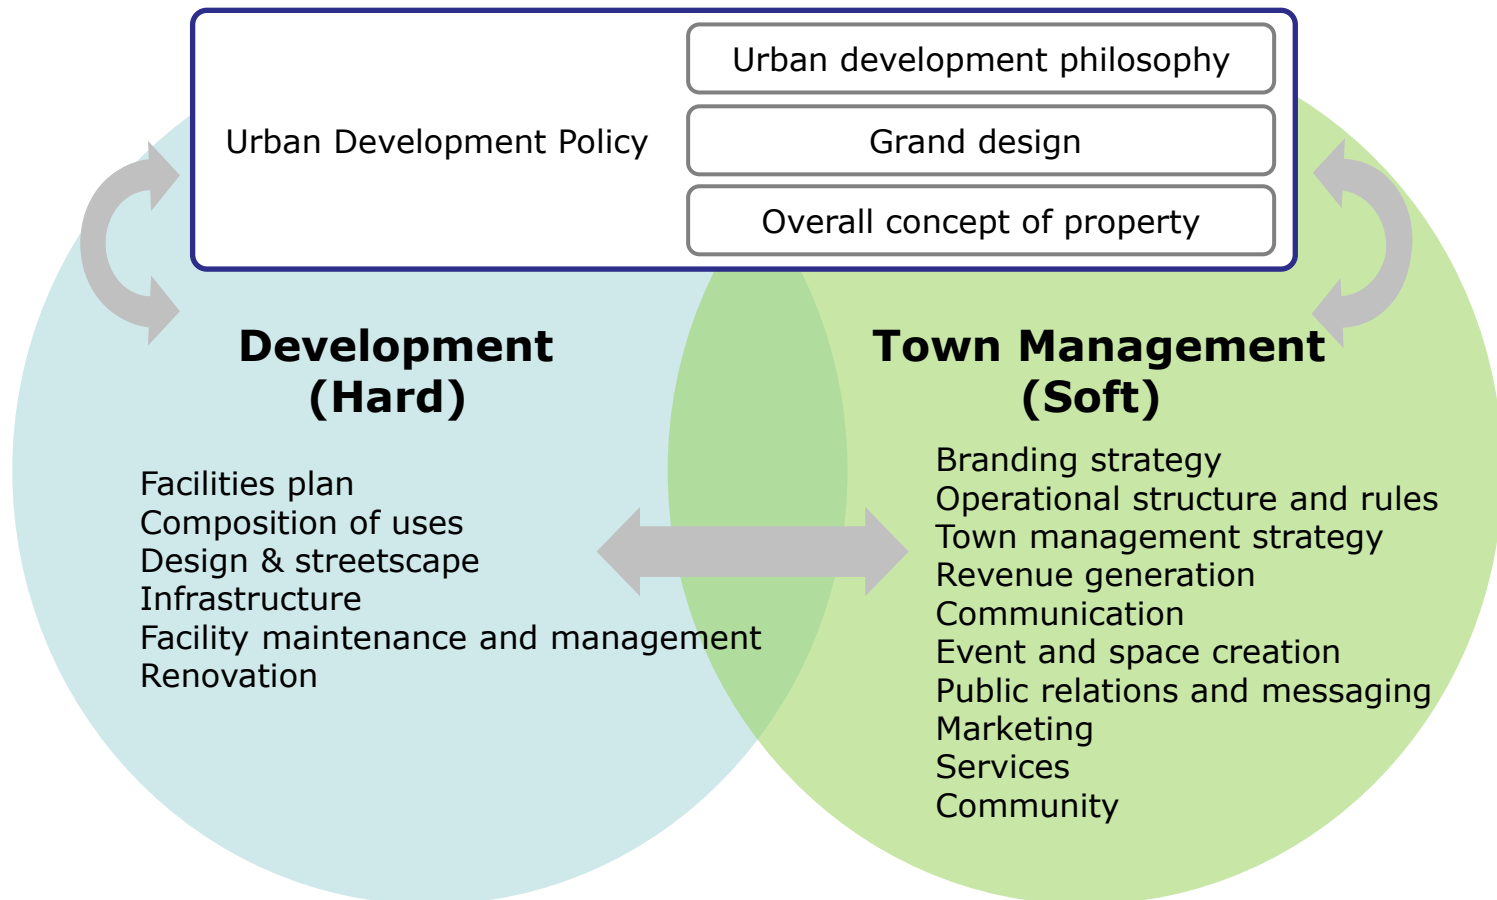 Urban Development Policy
Urban development philosophy
Grand design
Overall concept of property
Development
(Hard)
Facilities plan
Composition of uses
Design & streetscape
Infrastructure
Facility maintenance and management
Renovation
Town Management
(Soft)
Branding strategy
Operational structure and rules
Town management strategy
Revenue generation
Communication
Event and space creation
Public relations and messaging
Marketing
Services
Community